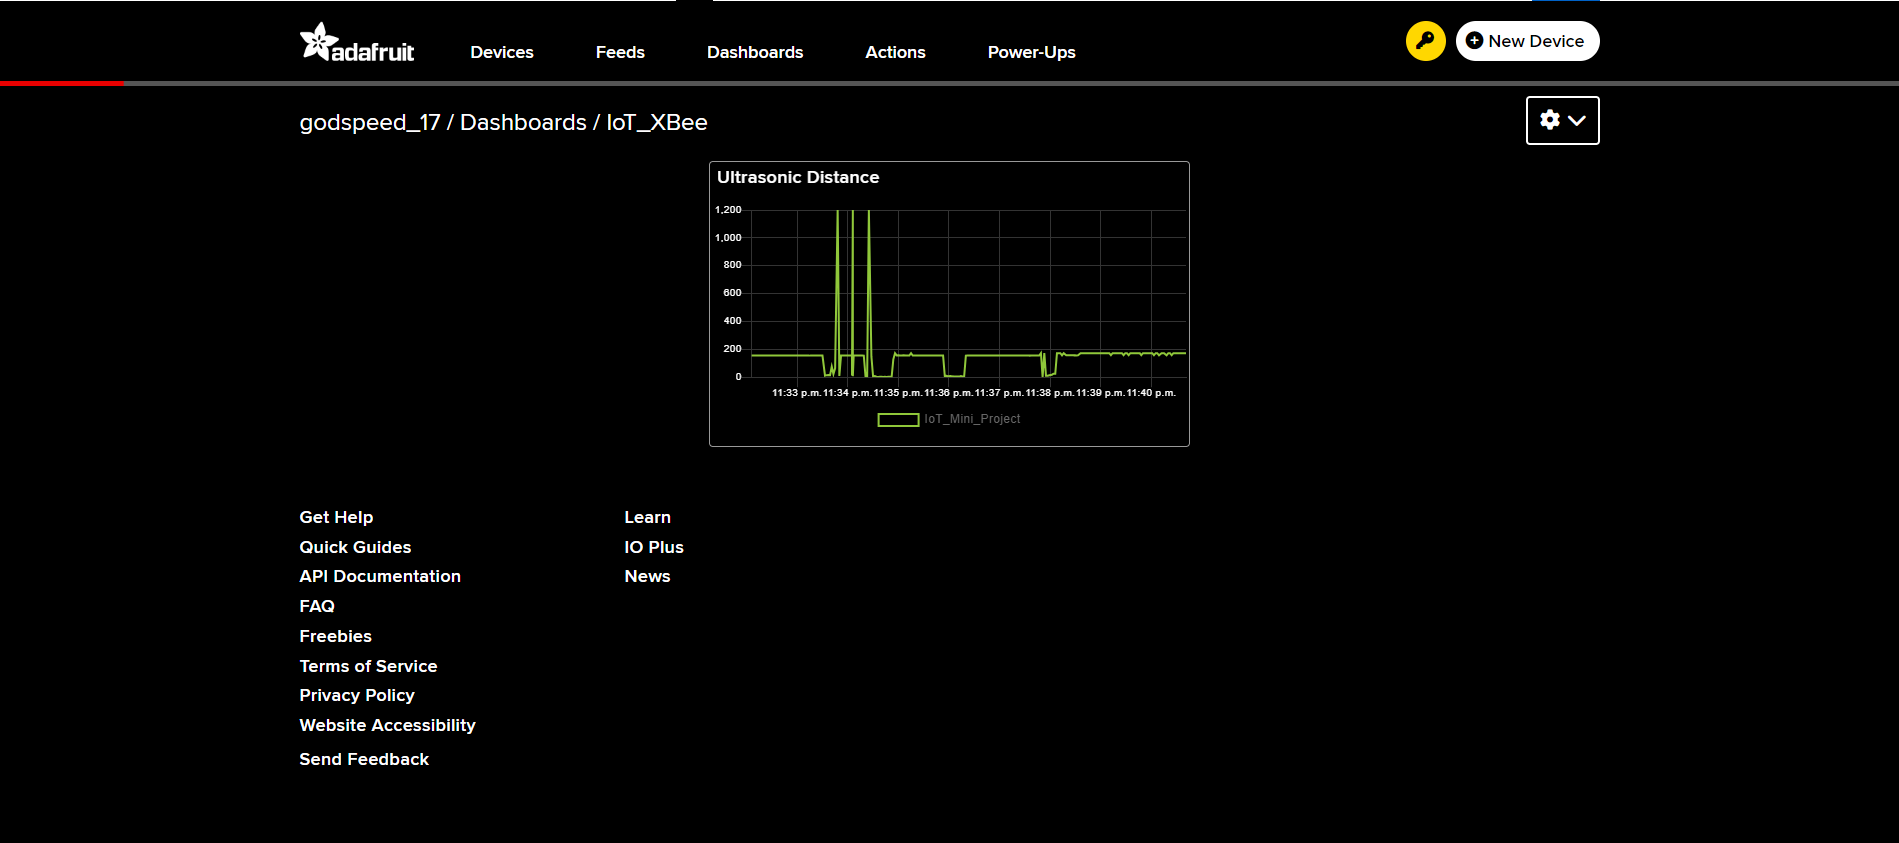 adafruit Devices Feeds Dashboards Actions Power-Ups New Device
godspeed_17 / Dashboards / IoT_XBee
Ultrasonic Distance
1,200
1,000
800
600
400
200
0
11:33 p.m. 11:34 p.m. 11:35 p.m. 11:36 p.m. 11:37 p.m. 11:38 p.m. 11:39 p.m. 11:40 p.m.
IoT_Mini_Project
Get Help
Quick Guides
API Documentation
FAQ
Freebies
Terms of Service
Privacy Policy
Website Accessibility
Send Feedback
Learn
IO Plus
News